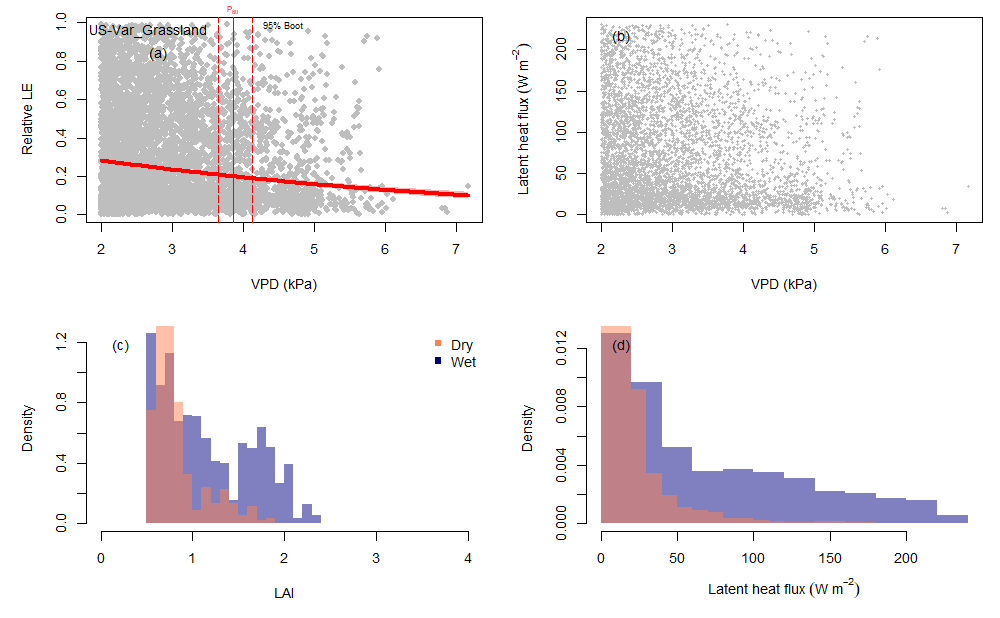 P₈₀
US-Var_Grassland
95% Boot
(a)
Relative LE
0.0 0.2 0.4 0.6 0.8 1.0
2 3 4 5 6 7
VPD (kPa)
(b)
Latent heat flux (W m⁻²)
0 50 100 150 200
2 3 4 5 6 7
VPD (kPa)
(c)
Dry
Wet
Density
0.0 0.4 0.8 1.2
0 1 2 3 4
LAI
(d)
Density
0.000 0.004 0.008 0.012
0 50 100 150 200
Latent heat flux (W m⁻²)